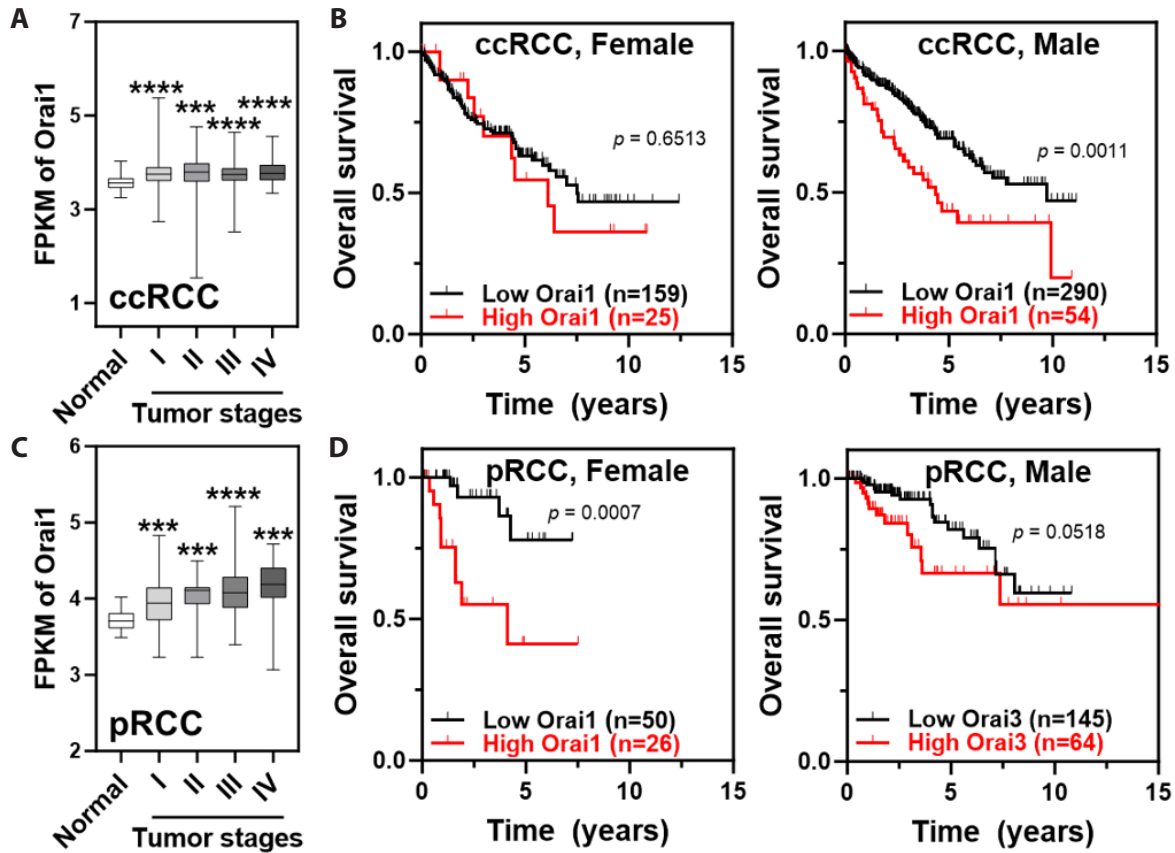 A
FPKM of Orai1
7
5
3
1
****
***
****
****
ccRCC
Normal
I
II
III
IV
Tumor stages
B
Overall survival
1.0
0.5
0.0
ccRCC, Female
p = 0.6513
Low Orai1 (n=159)
High Orai1 (n=25)
0 5 10 15
Time (years)
Overall survival
1.0
0.5
0.0
ccRCC, Male
p = 0.0011
Low Orai1 (n=290)
High Orai1 (n=54)
0 5 10 15
Time (years)
C
FPKM of Orai1
6
5
4
3
2
***
***
****
***
pRCC
Normal
I
II
III
IV
Tumor stages
D
Overall survival
1.0
0.5
0.0
pRCC, Female
p = 0.0007
Low Orai1 (n=50)
High Orai1 (n=26)
0 5 10 15
Time (years)
Overall survival
1.0
0.5
0.0
pRCC, Male
p = 0.0518
Low Orai3 (n=145)
High Orai3 (n=64)
0 5 10 15
Time (years)